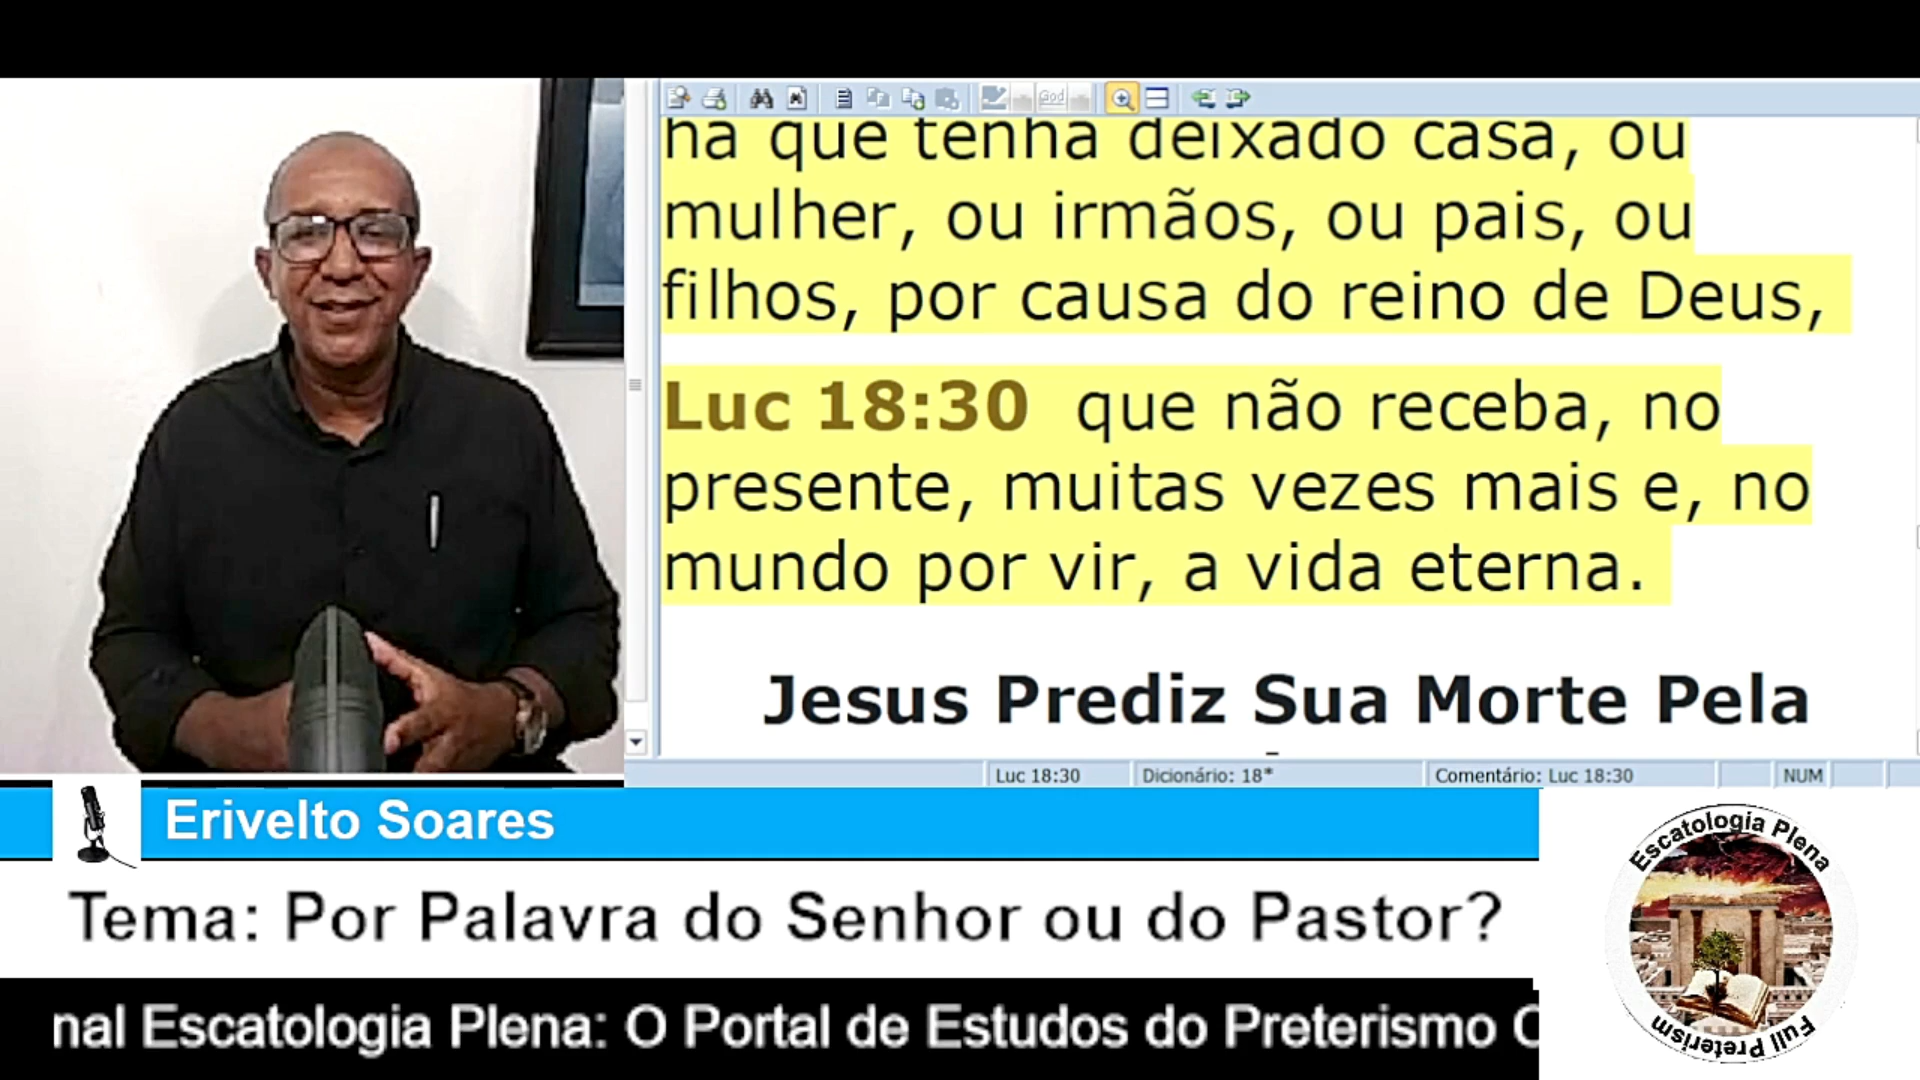 há que tenha deixado casa, ou
mulher, ou irmãos, ou pais, ou
filhos, por causa do reino de Deus,
Luc 18:30 que não receba, no
presente, muitas vezes mais e, no
mundo por vir, a vida eterna.
Jesus Prediz Sua Morte Pela
Luc 18:30 Dicionário: 18* Comentário: Luc 18:30 NUM
God
Erivelto Soares
Tema: Por Palavra do Senhor ou do Pastor?
nal Escatologia Plena: O Portal de Estudos do Preterismo C
Escatologia Plena
Full Preterism